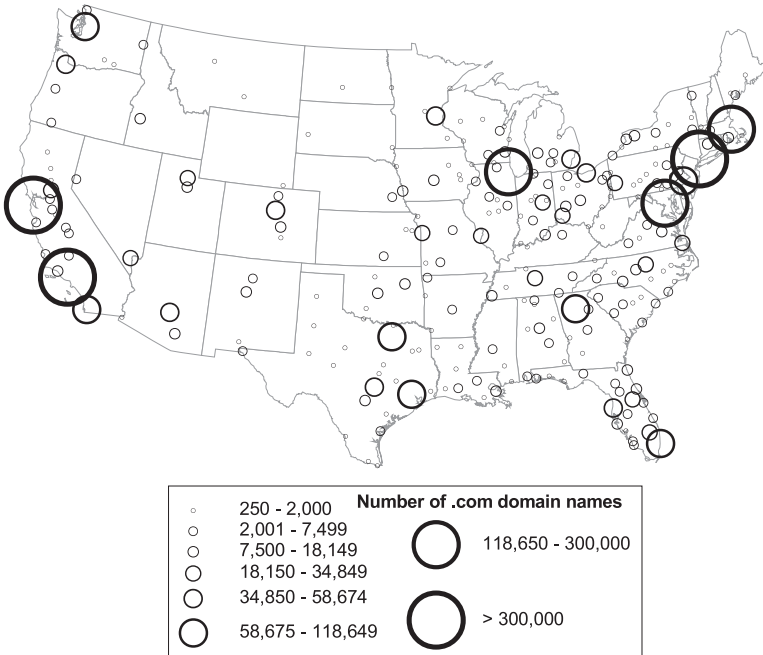 Number of .com domain names
250 - 2,000
2,001 - 7,499
7,500 - 18,149
18,150 - 34,849
34,850 - 58,674
58,675 - 118,649
118,650 - 300,000
> 300,000